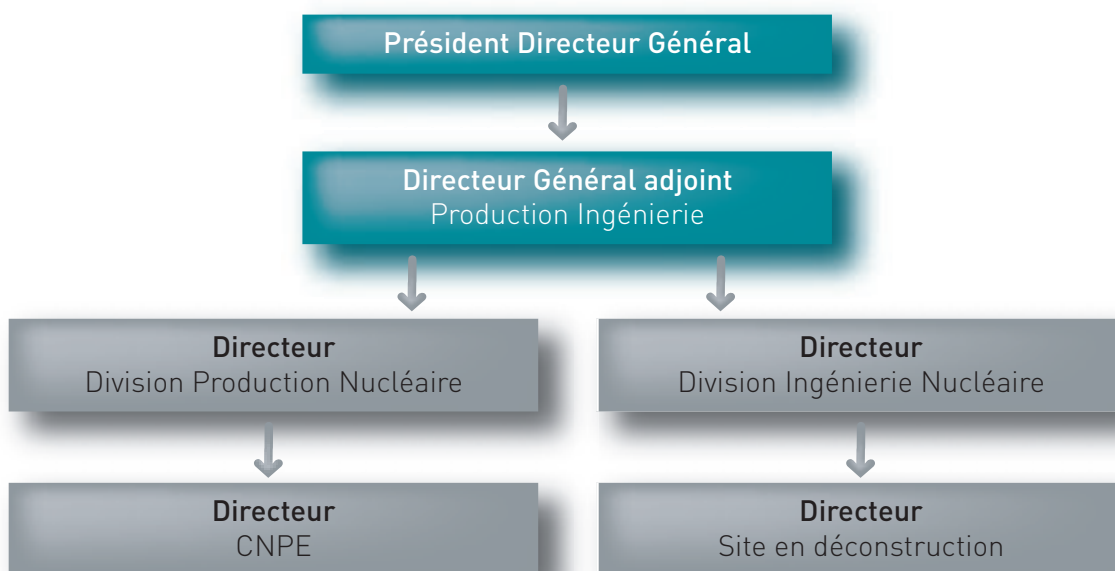 Président Directeur Général
Directeur Général adjoint
Production Ingénierie
Directeur
Division Production Nucléaire
Directeur
Division Ingénierie Nucléaire
Directeur
CNPE
Directeur
Site en déconstruction